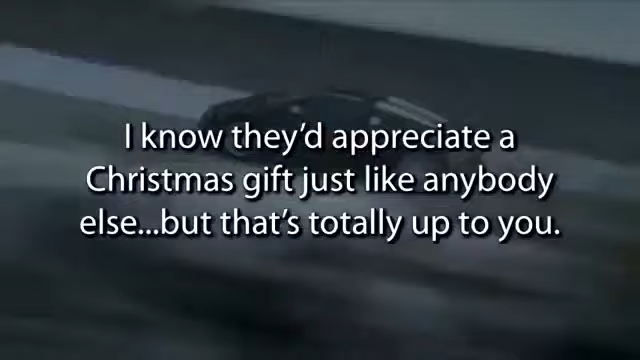 I know they’d appreciate a
Christmas gift just like anybody
else...but that’s totally up to you.